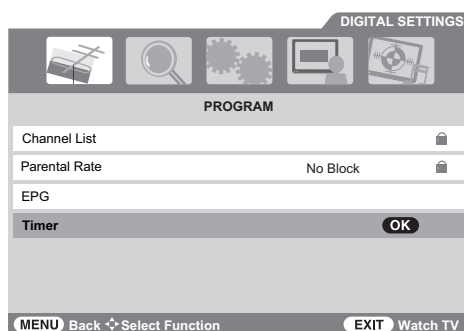 DIGITAL SETTINGS
PROGRAM
Channel List
Parental Rate No Block
EPG
Timer OK
MENU Back Select Function EXIT Watch TV